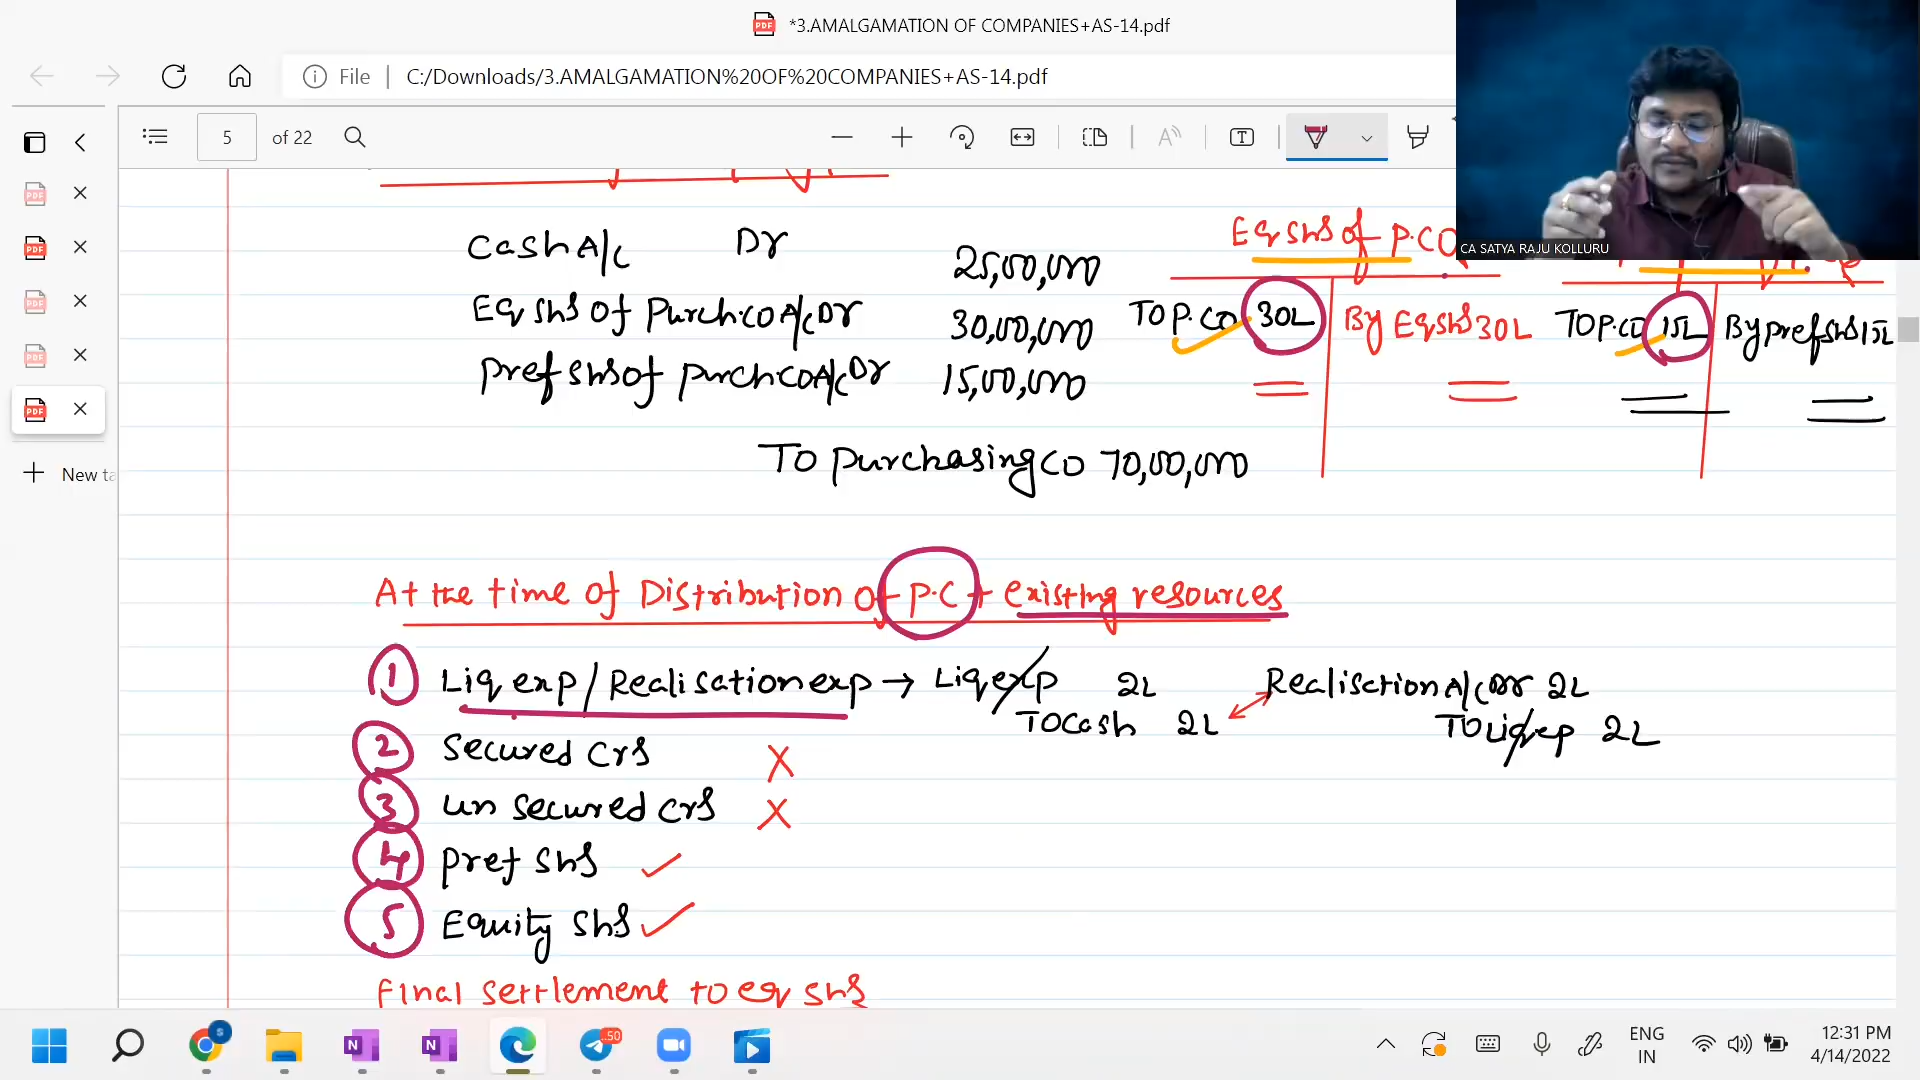 *3.AMALGAMATION OF COMPANIES+AS-14.pdf
File
C:/Downloads/3.AMALGAMATION%20OF%20COMPANIES+AS-14.pdf
5 of 22
CA SATYA RAJU KOLLURU
New ta
Cash A/c Dr 25,00,000
Eq shs of Purch.co A/c Dr 30,00,000
Pref shs of purch.co A/c Dr 15,00,000
To purchasing co 70,00,000
Eq shs of P.CO
To P.CO 30L By Eq shs 30L
To P.CO 15L By pref shs 15L
At the time of Distribution of P.C + existing resources
1 Liq exp / Realisation exp → Liq exp 2L
To cash 2L
Realisation A/c Dr 2L
To Liq exp 2L
2 Secured Crs X
3 un secured crs X
4 pref shs ✓
5 Equity shs ✓
Final settlement to eq shs
50
ENG
IN
12:31 PM
4/14/2022